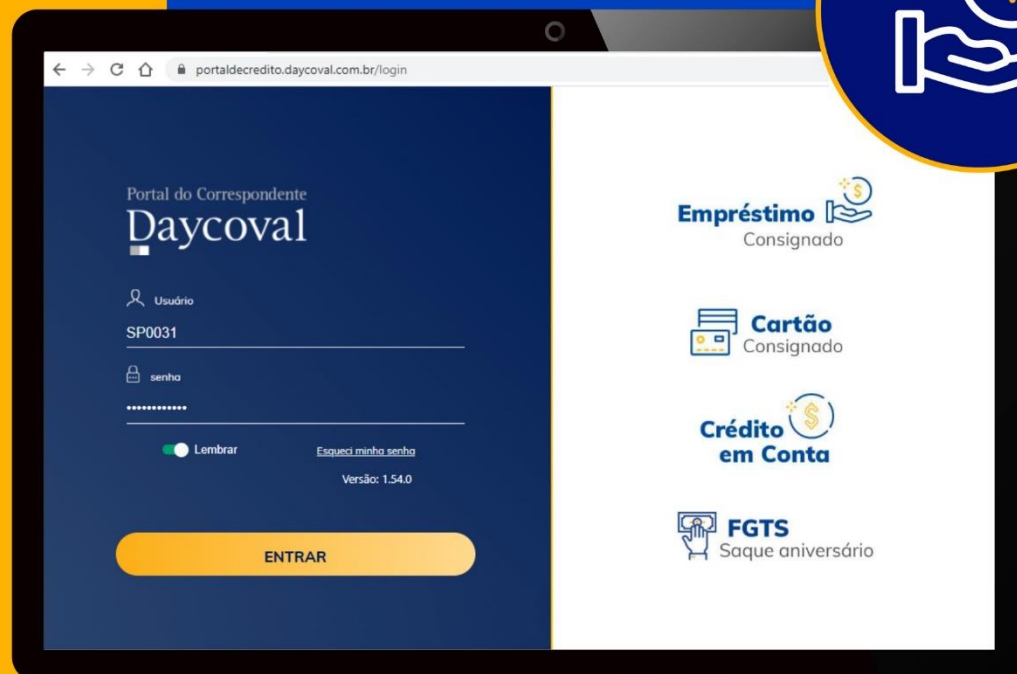 portaldecredito.daycoval.com.br/login
Portal do Correspondente
Daycoval
Usuário
SP0031
senha
••••••••••••
Lembrar
Esqueci minha senha
Versão: 1.54.0
ENTRAR
Empréstimo
Consignado
Cartão
Consignado
Crédito
em Conta
FGTS
Saque aniversário